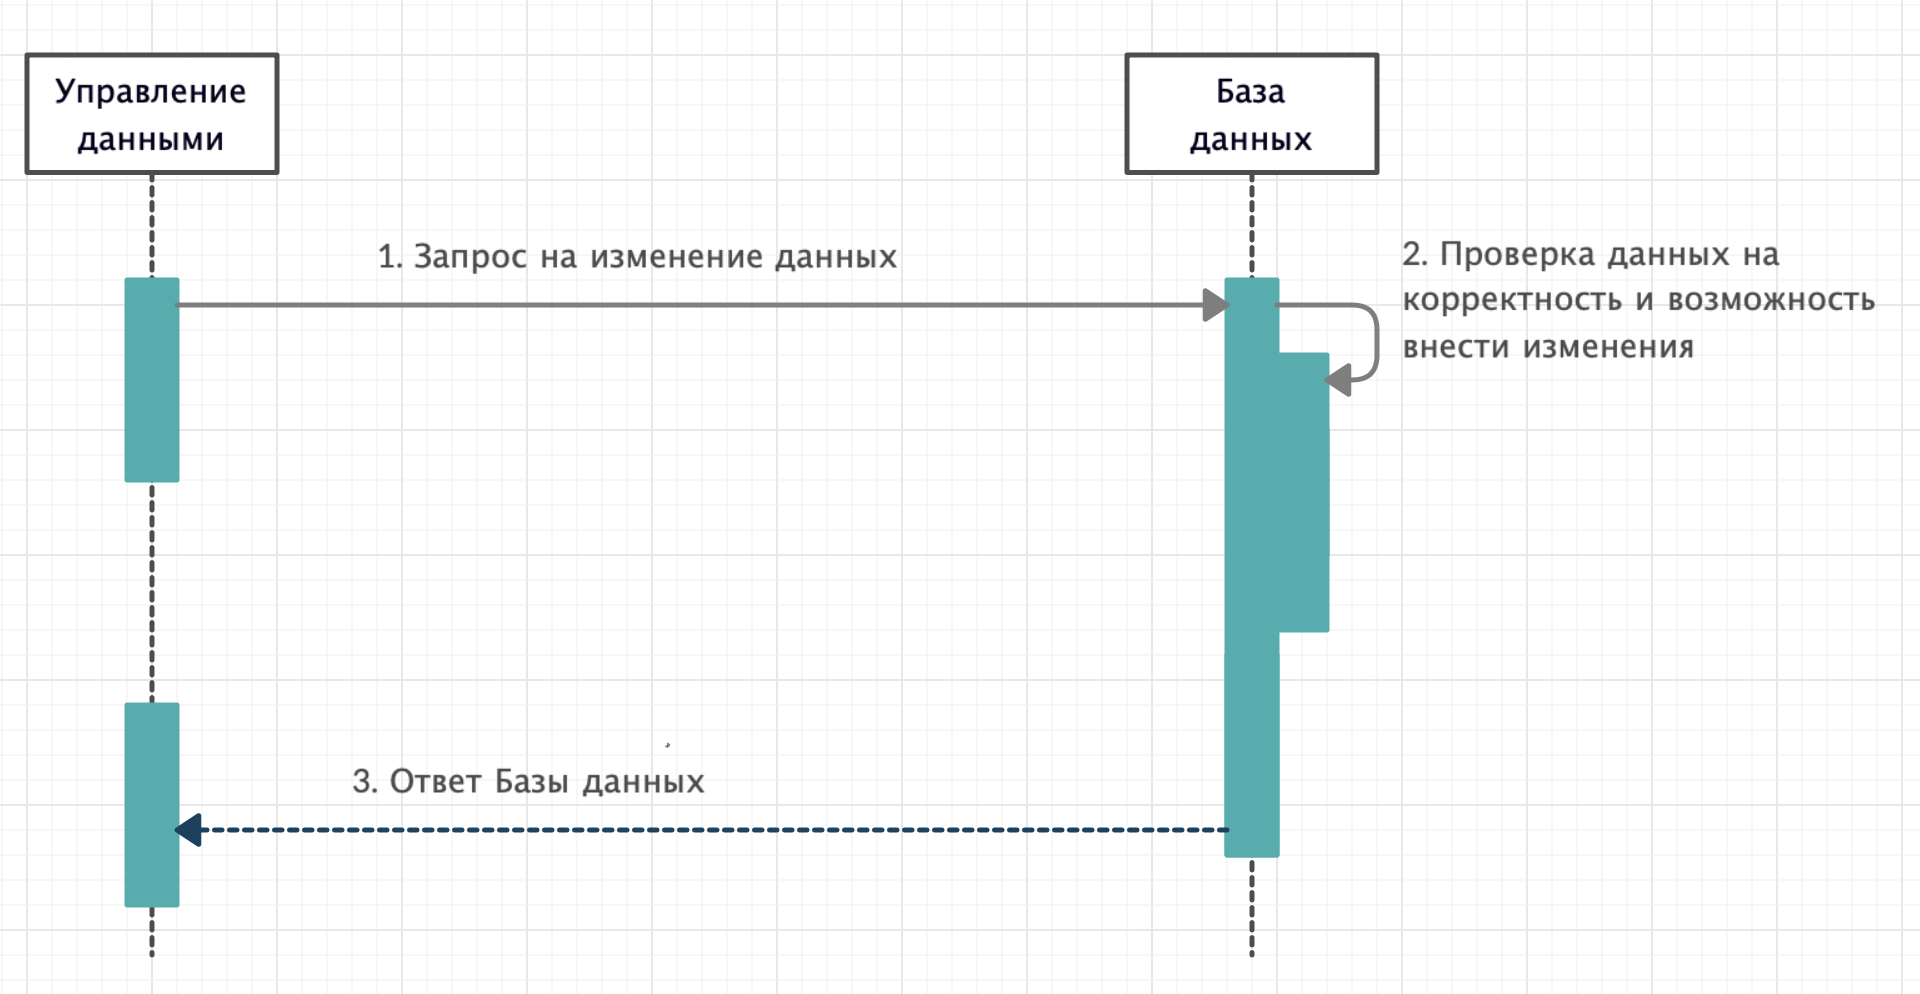 Управление
данными
База
данных
1. Запрос на изменение данных
2. Проверка данных на
корректность и возможность
внести изменения
3. Ответ Базы данных